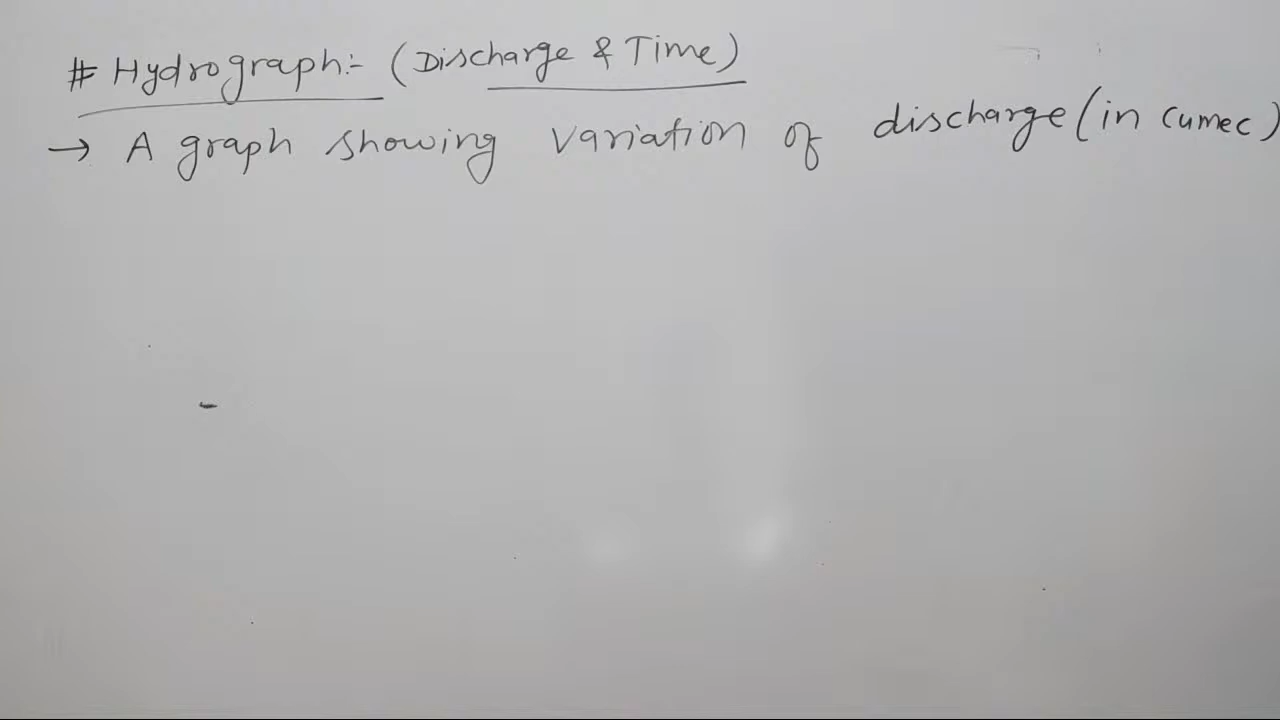 # Hydrograph:- (Discharge & Time)
→ A graph showing variation of discharge (in cumec)